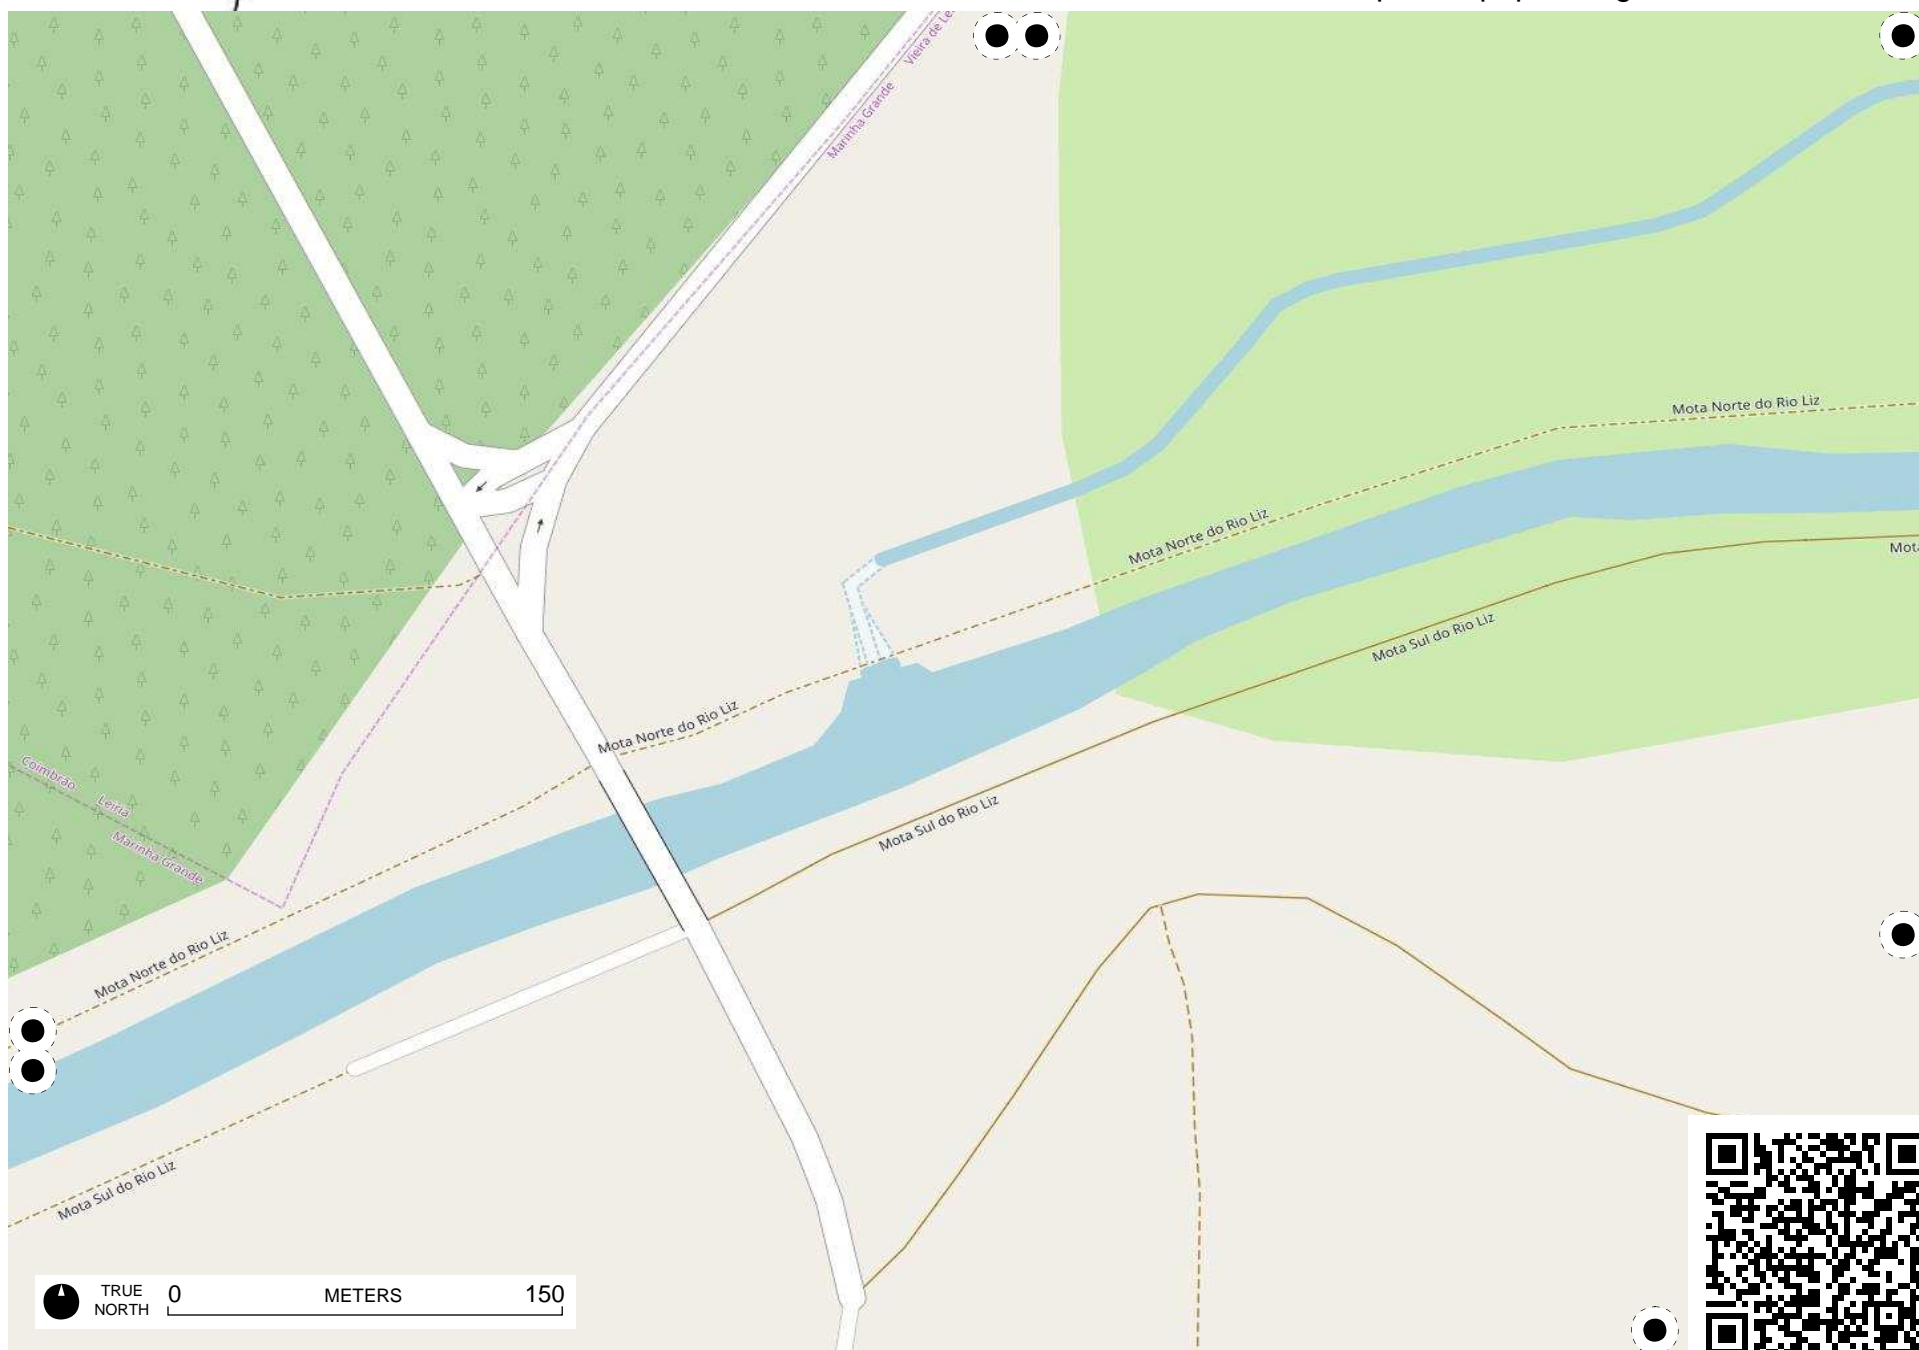 Vieira de Le
Marinha Grande
Mota Norte do Rio Liz
Mota Norte do Rio Liz
Mota
Mota Sul do Rio Liz
Mota Norte do Rio Liz
Coimbrão
Leiria
Marinha Grande
Mota Sul do Rio Liz
Mota Norte do Rio Liz
Mota Sul do Rio Liz
TRUE NORTH
0 METERS 150